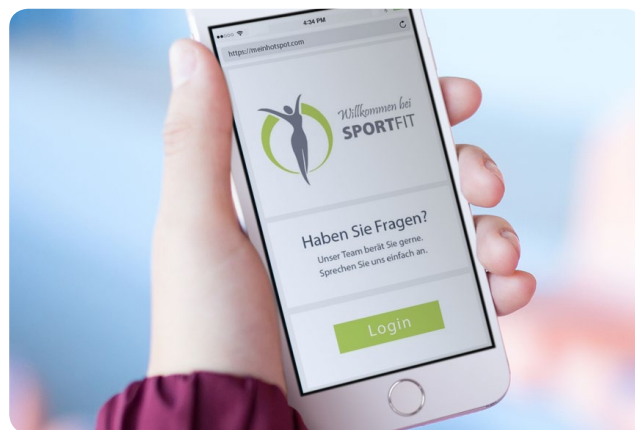 4:34 PM
https://meinhotspot.com
Willkommen bei
SPORTFIT
Haben Sie Fragen?
Unser Team berät Sie gerne.
Sprechen Sie uns einfach an.
Login